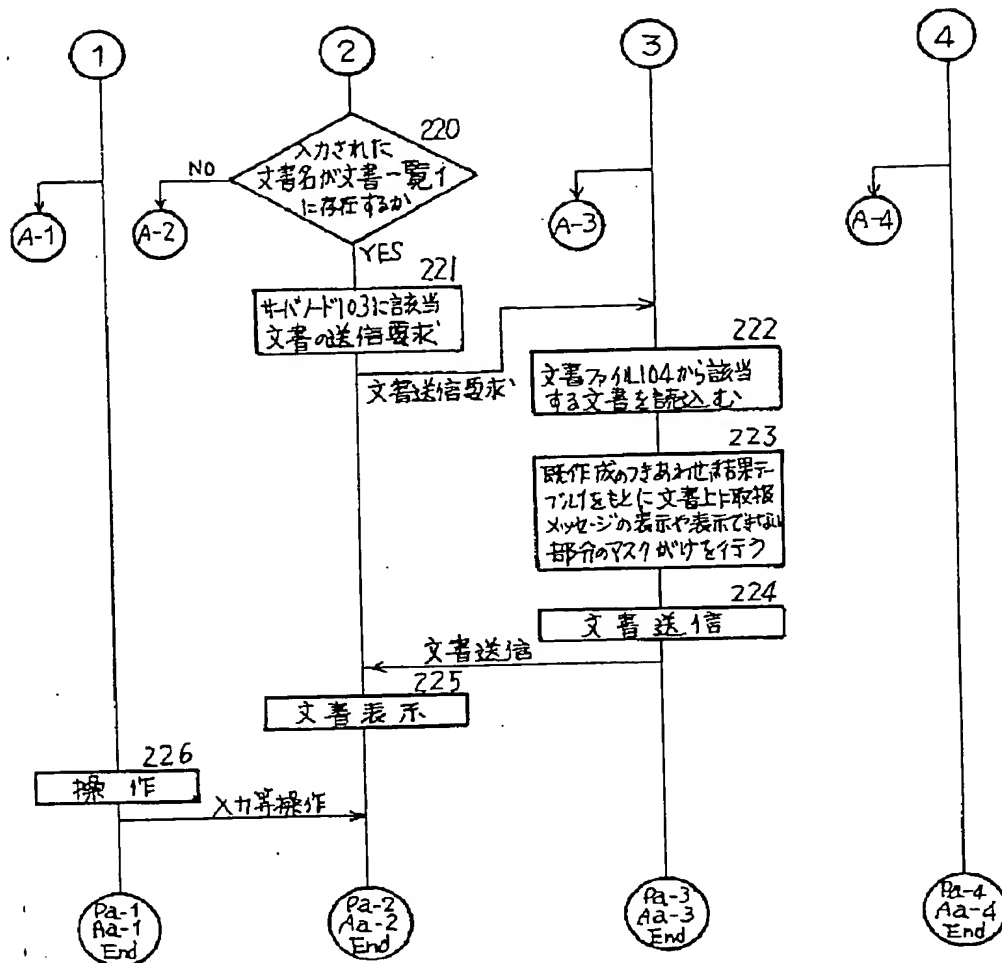 1
2
3
4
220
入力された
文書名が文書一覧イ
に存在するか
NO
YES
A-1
A-2
A-3
A-4
221
サーバノード103に該当
文書の送信要求
文書送信要求
222
文書ファイル104から該当
する文書を読込む
223
既作成のつきあわせ結果テー
ブル1をもとに文書上に取扱
メッセージの表示や表示できない
部分のマスクがけを行う
224
文書送信
文書送信
225
文書表示
226
操作
入力等操作
Pa-1
Aa-1
End
Pa-2
Aa-2
End
Pa-3
Aa-3
End
Pa-4
Aa-4
End